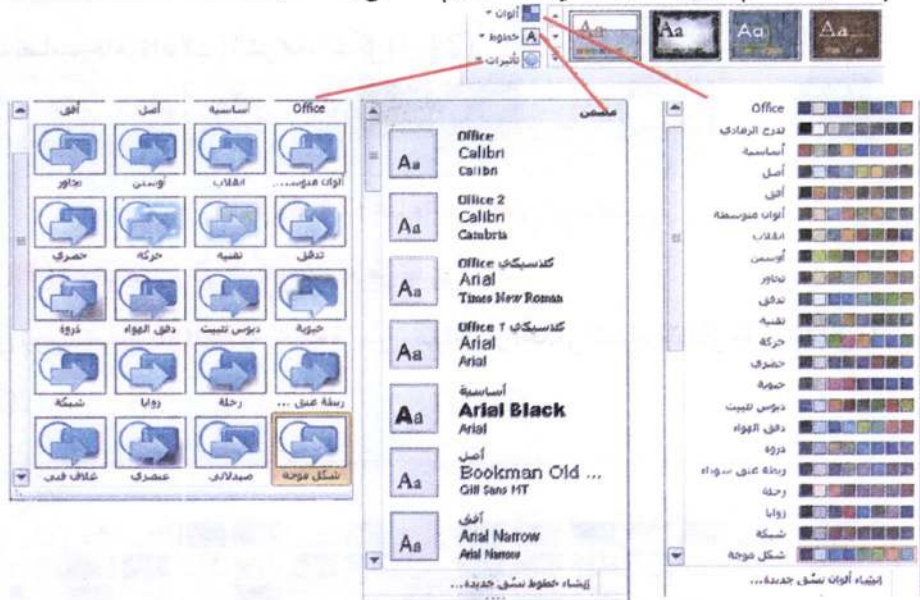 ألوان
خطوط
تأثيرات
Aa
Aa
Aa
Aa
Office
أساسية
أصل
أفق
ألوان متوسـ...
انقلاب
أوستن
تجاور
تدفق
تقنية
حركة
حضري
حيوية
دبوس تثبيت
دفق الهواء
ذروة
ربطة عنق ...
رحلة
زوايا
شبكة
شكل موجة
صيدلاني
عنصري
غلاف فني
مضمن
Aa
Office
Calibri
Calibri
Aa
Office 2
Calibri
Cambria
Aa
Office كلاسيكي
Arial
Times New Roman
Aa
Office كلاسيكي 2
Arial
Arial
Aa
أساسية
Arial Black
Arial
Aa
أصل
Bookman Old ...
Gill Sans MT
Aa
أفق
Arial Narrow
Arial Narrow
إنشاء خطوط نسق جديدة...
Office
تدرج الرمادي
أساسية
أصل
أفق
ألوان متوسطة
انقلاب
أوستن
تجاور
تدفق
تقنية
حركة
حضري
حيوية
دبوس تثبيت
دفق الهواء
ذروة
ربطة عنق سوداء
رحلة
زوايا
شبكة
شكل موجة
إنشاء ألوان نسق جديدة...